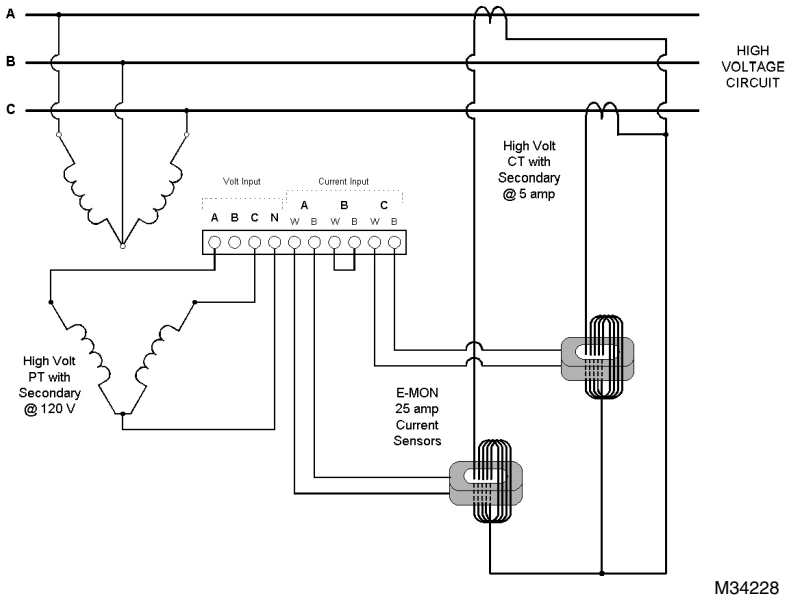 A
B
C
HIGH
VOLTAGE
CIRCUIT
High Volt
CT with
Secondary
@ 5 amp
Volt Input
Current Input
A B C
A B C N W B W B W B
High Volt
PT with
Secondary
@ 120 V
E-MON
25 amp
Current
Sensors
M34228